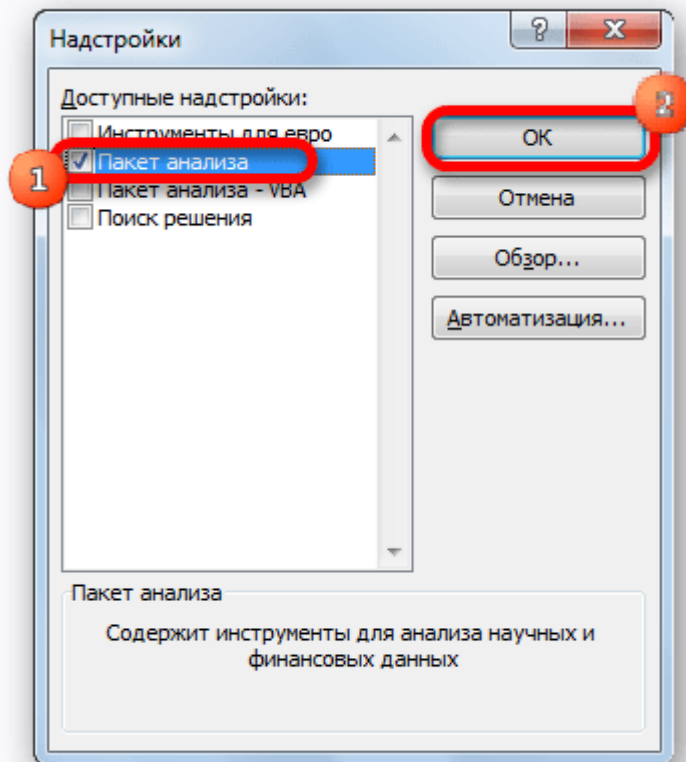 Надстройки
Доступные надстройки:
Инструменты для евро
Пакет анализа
Пакет анализа - VBA
Поиск решения
1
2
ОК
Отмена
Обзор...
Автоматизация...
Пакет анализа
Содержит инструменты для анализа научных и
финансовых данных